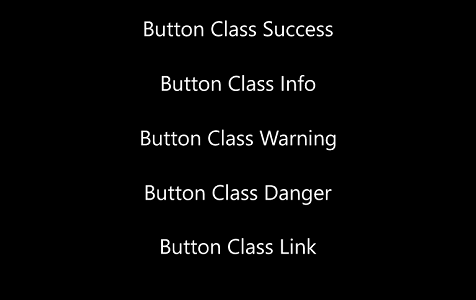 Button Class Success
Button Class Info
Button Class Warning
Button Class Danger
Button Class Link